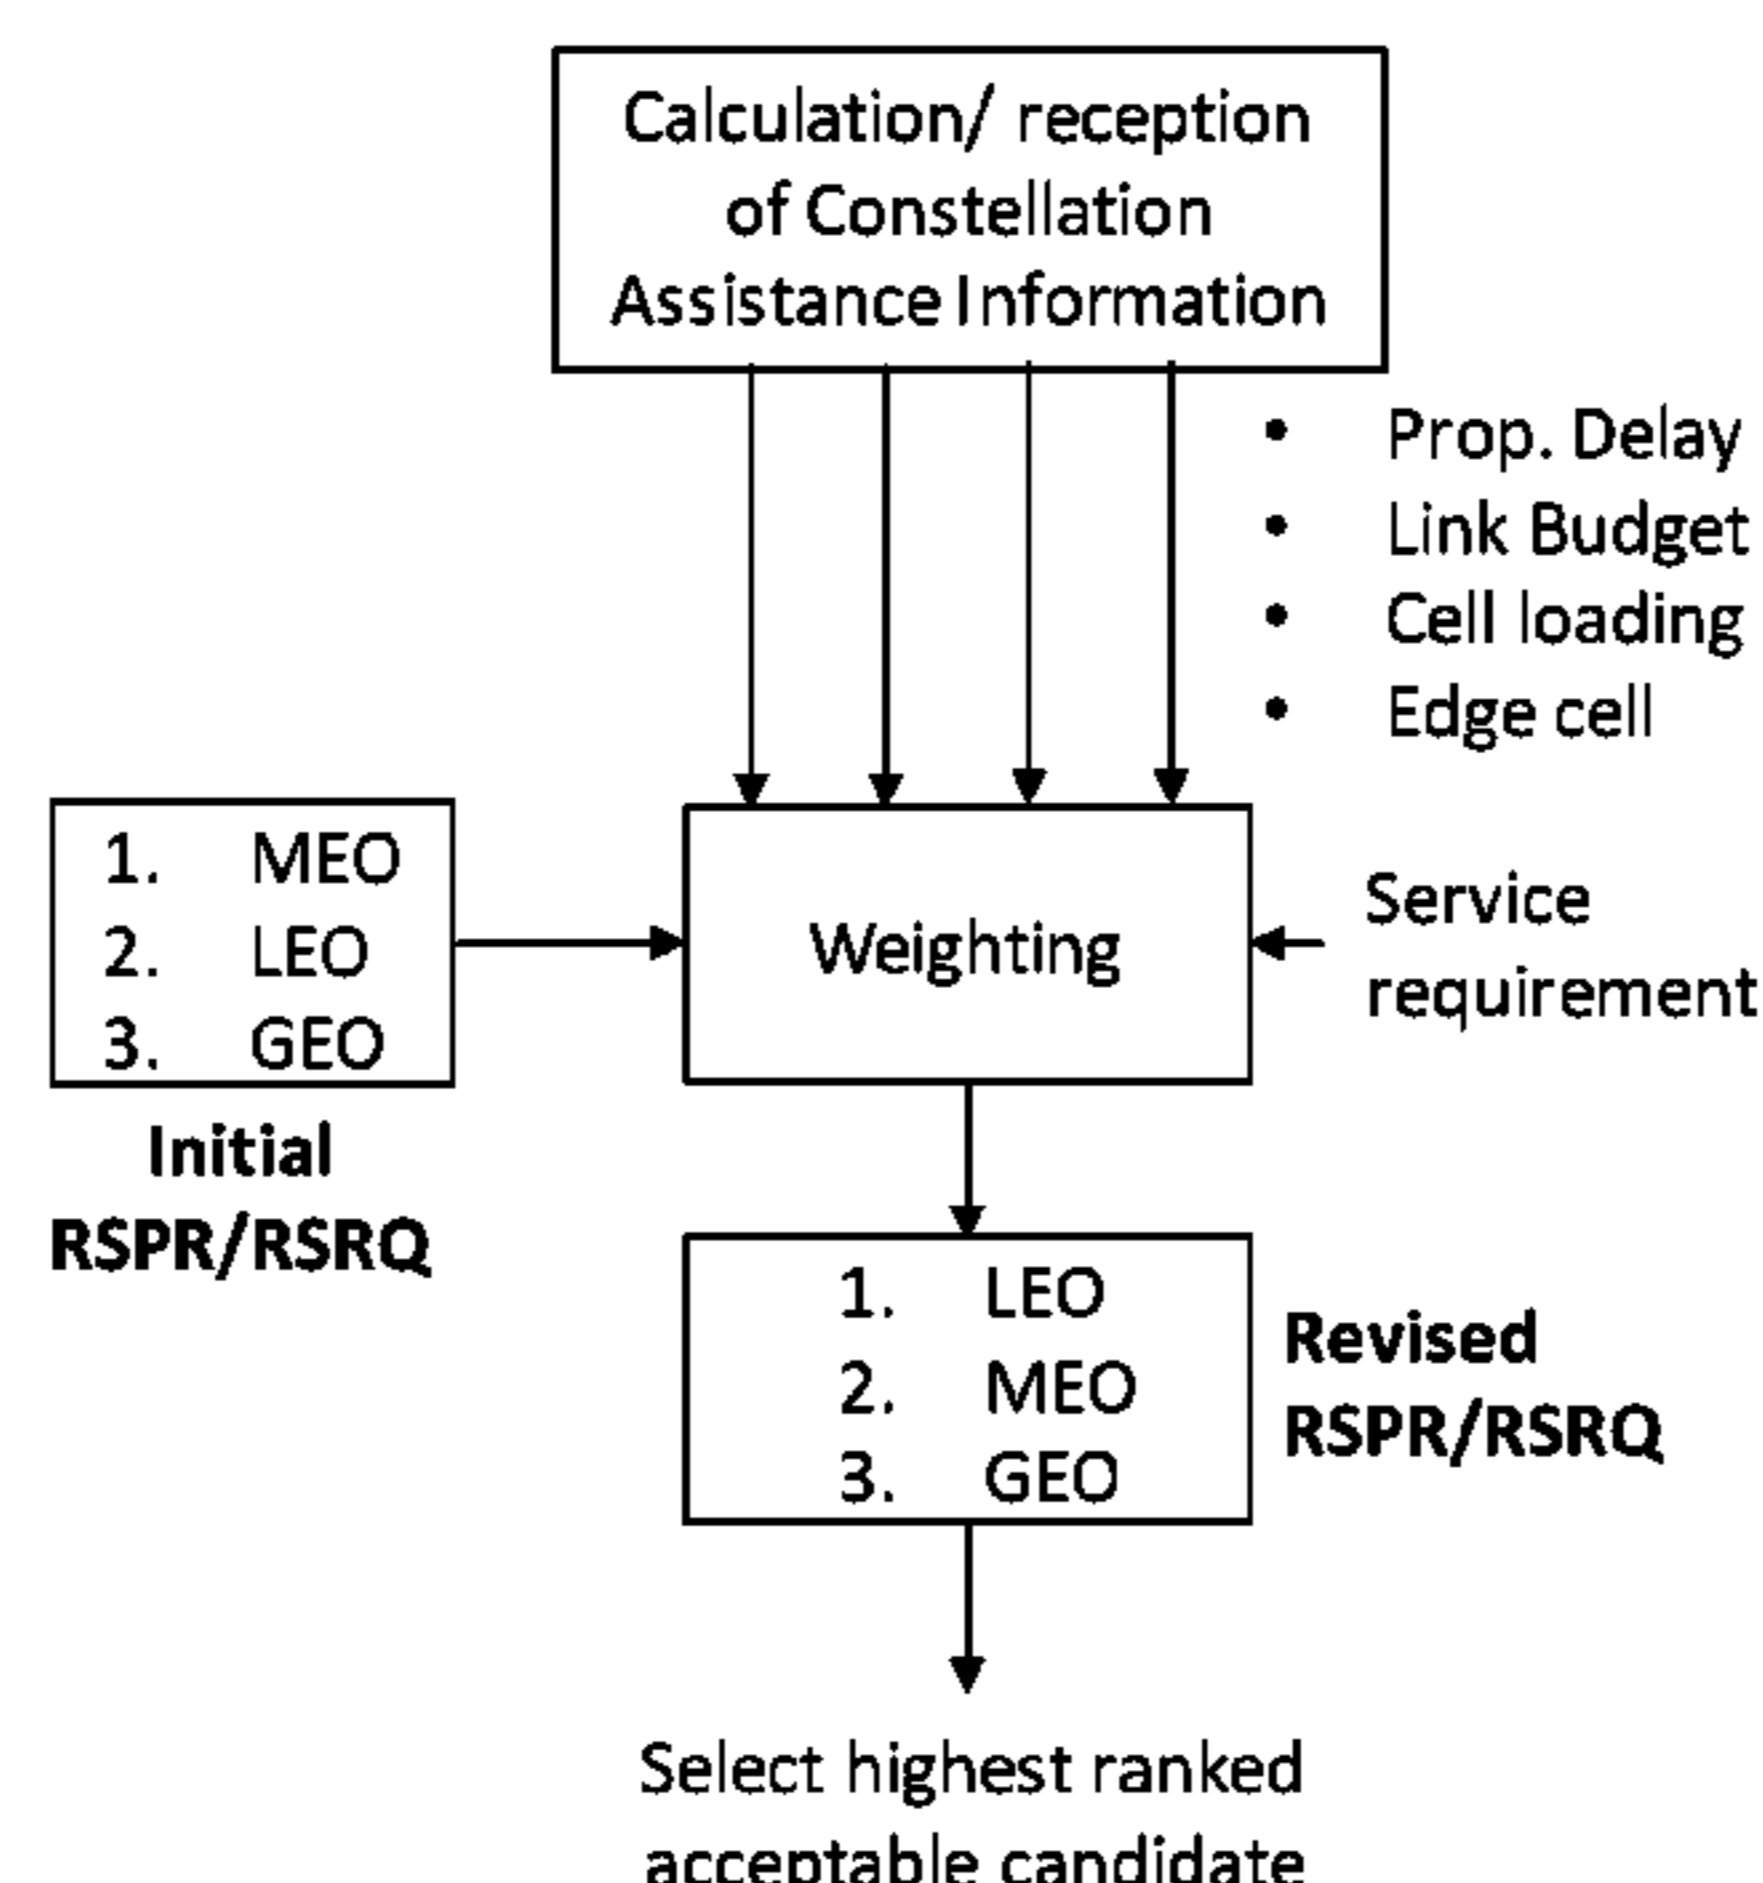 Calculation/ reception
of Constellation
Assistance Information
• Prop. Delay
• Link Budget
• Cell loading
• Edge cell
1. MEO
2. LEO
3. GEO
Initial
RSPR/RSRQ
Weighting
Service
requirement
1. LEO
2. MEO
3. GEO
Revised
RSPR/RSRQ
Select highest ranked
acceptable candidate